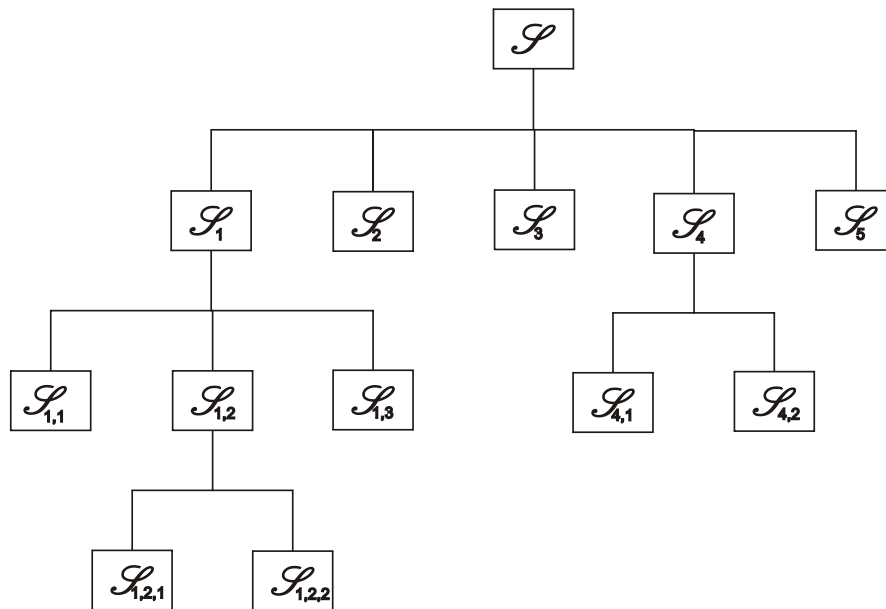 𝒮
𝒮₁ 𝒮₂ 𝒮₃ 𝒮₄ 𝒮₅
𝒮₁,₁ 𝒮₁,₂ 𝒮₁,₃ 𝒮₄,₁ 𝒮₄,₂
𝒮₁,₂,₁ 𝒮₁,₂,₂